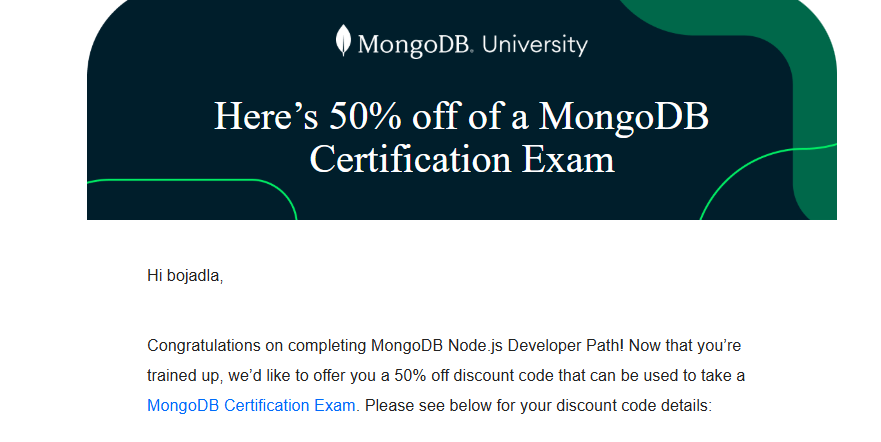 MongoDB. University
Here’s 50% off of a MongoDB
Certification Exam
Hi bojadla,
Congratulations on completing MongoDB Node.js Developer Path! Now that you’re
trained up, we’d like to offer you a 50% off discount code that can be used to take a
MongoDB Certification Exam. Please see below for your discount code details: